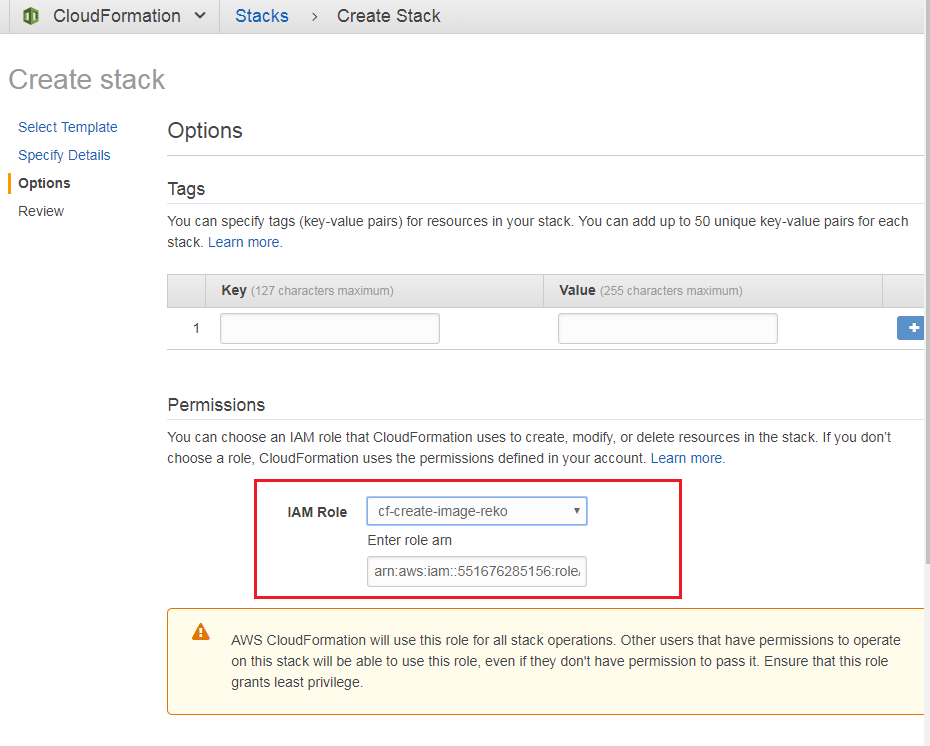 CloudFormation Stacks > Create Stack
Create stack
Select Template
Specify Details
Options
Review
Options
Tags
You can specify tags (key-value pairs) for resources in your stack. You can add up to 50 unique key-value pairs for each
stack. Learn more.
Key (127 characters maximum) Value (255 characters maximum)
1
Permissions
You can choose an IAM role that CloudFormation uses to create, modify, or delete resources in the stack. If you don't
choose a role, CloudFormation uses the permissions defined in your account. Learn more.
IAM Role cf-create-image-reko
Enter role arn
arn:aws:iam::551676285156:role/
AWS CloudFormation will use this role for all stack operations. Other users that have permissions to operate
on this stack will be able to use this role, even if they don't have permission to pass it. Ensure that this role
grants least privilege.